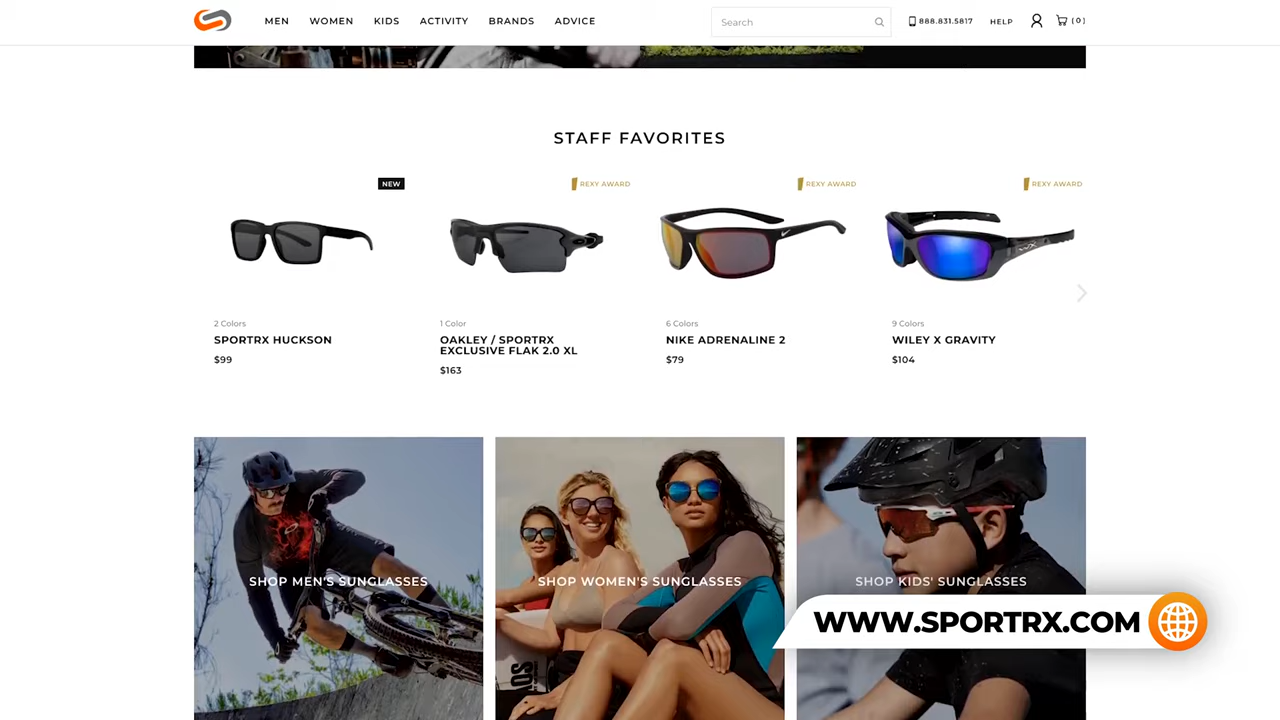 MEN WOMEN KIDS ACTIVITY BRANDS ADVICE Search 888.831.5817 HELP (0)
STAFF FAVORITES
NEW REXY AWARD REXY AWARD REXY AWARD
2 Colors 1 Color 6 Colors 9 Colors
SPORTRX HUCKSON OAKLEY / SPORTRX NIKE ADRENALINE 2 WILEY X GRAVITY
EXCLUSIVE FLAK 2.0 XL
$99 $79 $104
$163
SHOP MEN'S SUNGLASSES SHOP WOMEN'S SUNGLASSES SHOP KIDS' SUNGLASSES
WWW.SPORTRX.COM